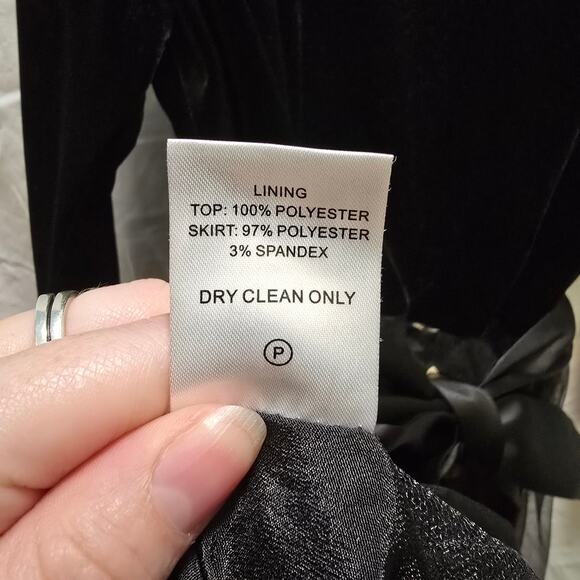 LINING
TOP: 100% POLYESTER
SKIRT: 97% POLYESTER
3% SPANDEX
DRY CLEAN ONLY
P